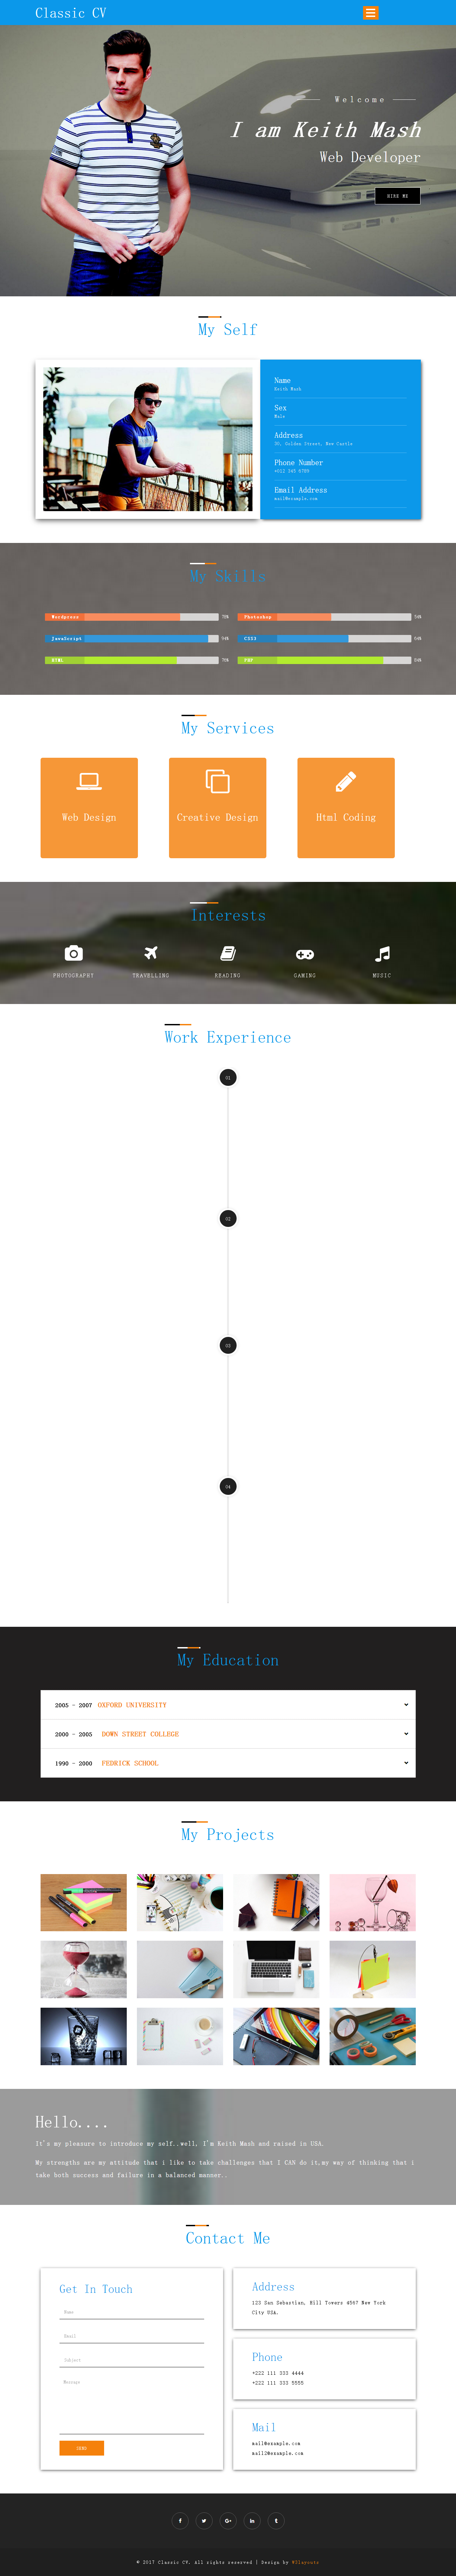 Classic CV
Welcome
I am Keith Mash
Web Developer
HIRE ME
My Self
Name
Keith Mash
Sex
Male
Address
30, Golden Street, New Castle
Phone Number
+012 345 6789
Email Address
mail@example.com
My Skills
Wordpress
Photoshop
JavaScript
CSS3
HTML
PHP
My Services
Web Design
Creative Design
Html Coding
Interests
PHOTOGRAPHY
TRAVELLING
READING
GAMING
MUSIC
Work Experience
01
02
03
04
My Education
2005 - 2007 OXFORD UNIVERSITY
2000 - 2005 DOWN STREET COLLEGE
1990 - 2000 FEDRICK SCHOOL
My Projects
Hello....
It's my pleasure to introduce my self..well, I'm Keith Mash and raised in USA.
My strengths are my attitude that i like to take challenges that I CAN do it,my way of thinking that i
take both success and failure in a balanced manner..
Contact Me
Get In Touch
Name
Email
Subject
Message
SEND
Address
123 San Sebastian, Hill Towers 4567 New York
City USA.
Phone
+222 111 333 4444
+222 111 333 5555
Mail
mail@example.com
mail2@example.com
© 2017 Classic CV. All rights reserved | Design by W3layouts